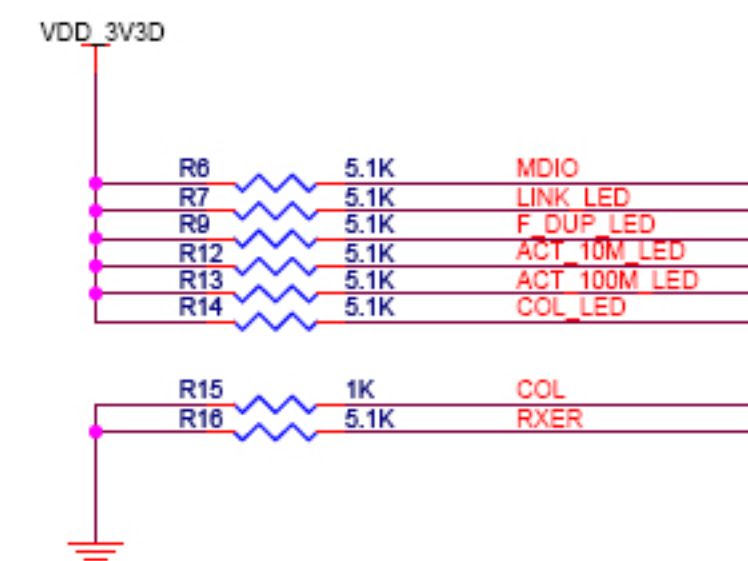 VDD_3V3D
R6 5.1K MDIO
R7 5.1K LINK_LED
R9 5.1K F_DUP_LED
R12 5.1K ACT_10M_LED
R13 5.1K ACT_100M_LED
R14 5.1K COL_LED
R15 1K COL
R16 5.1K RXER